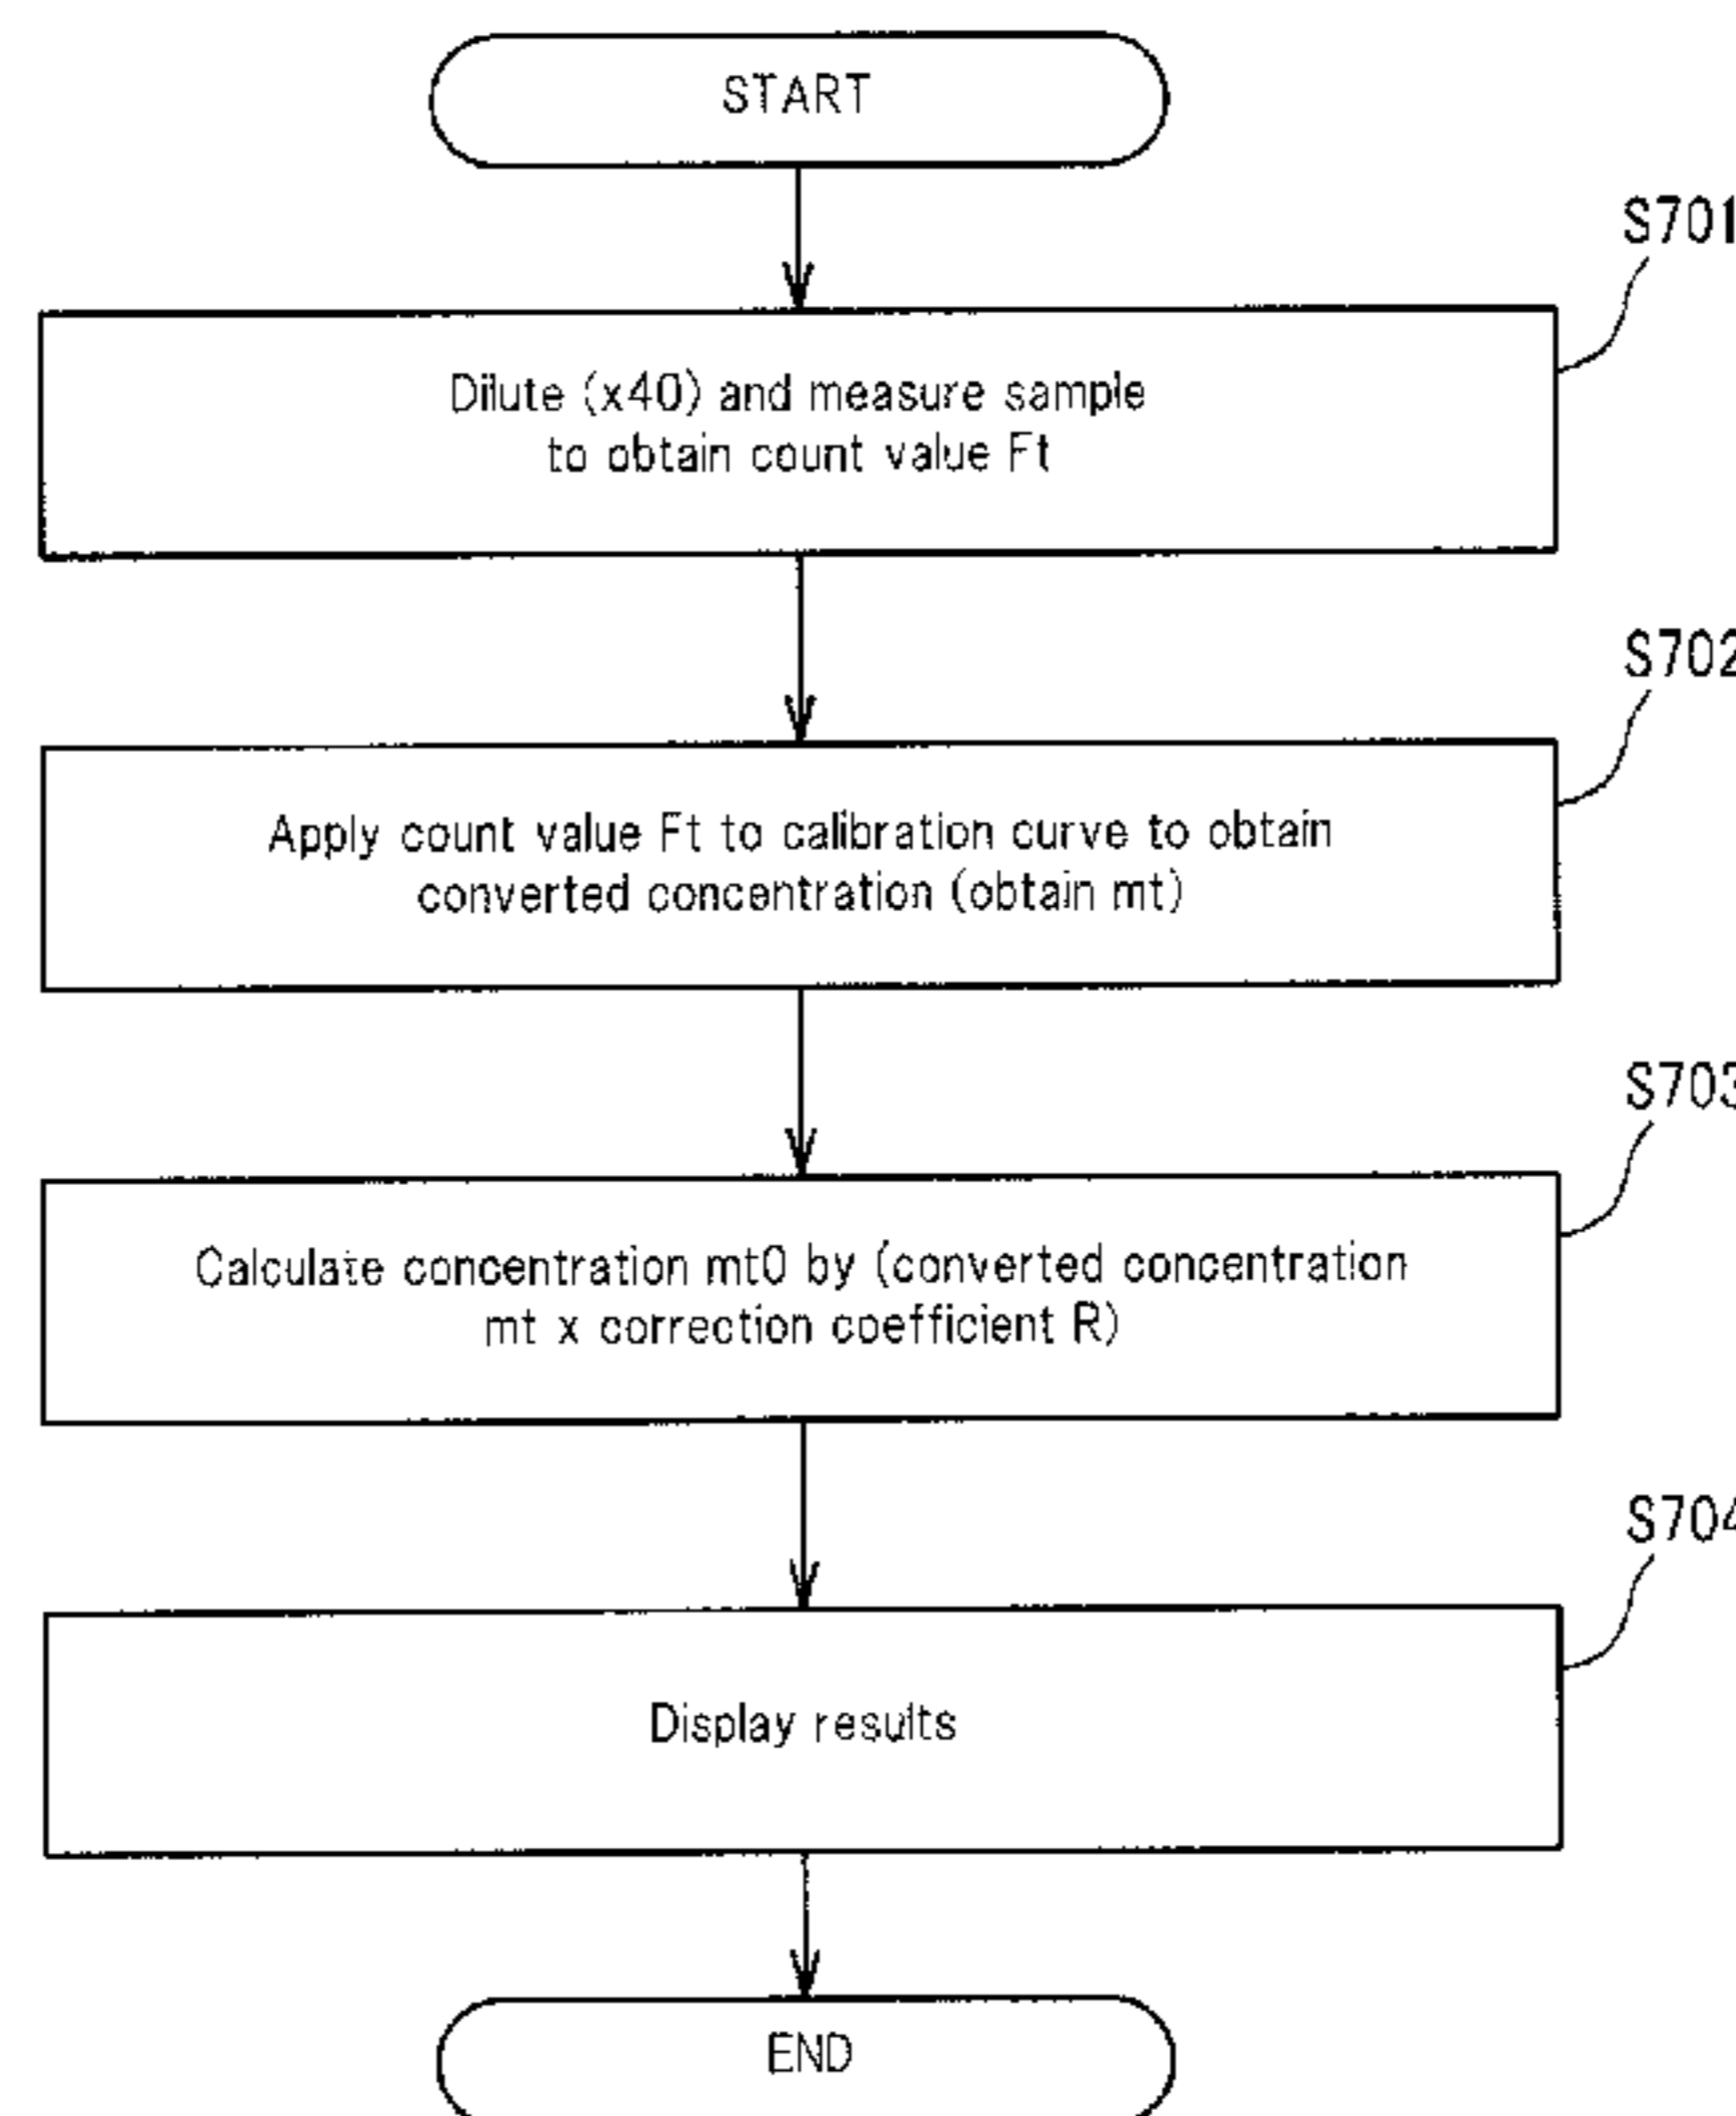 START
S701
Dilute (x40) and measure sample
to obtain count value Ft
S702
Apply count value Ft to calibration curve to obtain
converted concentration (obtain mt)
S703
Calculate concentration mt0 by (converted concentration
mt x correction coefficient R)
S704
Display results
END